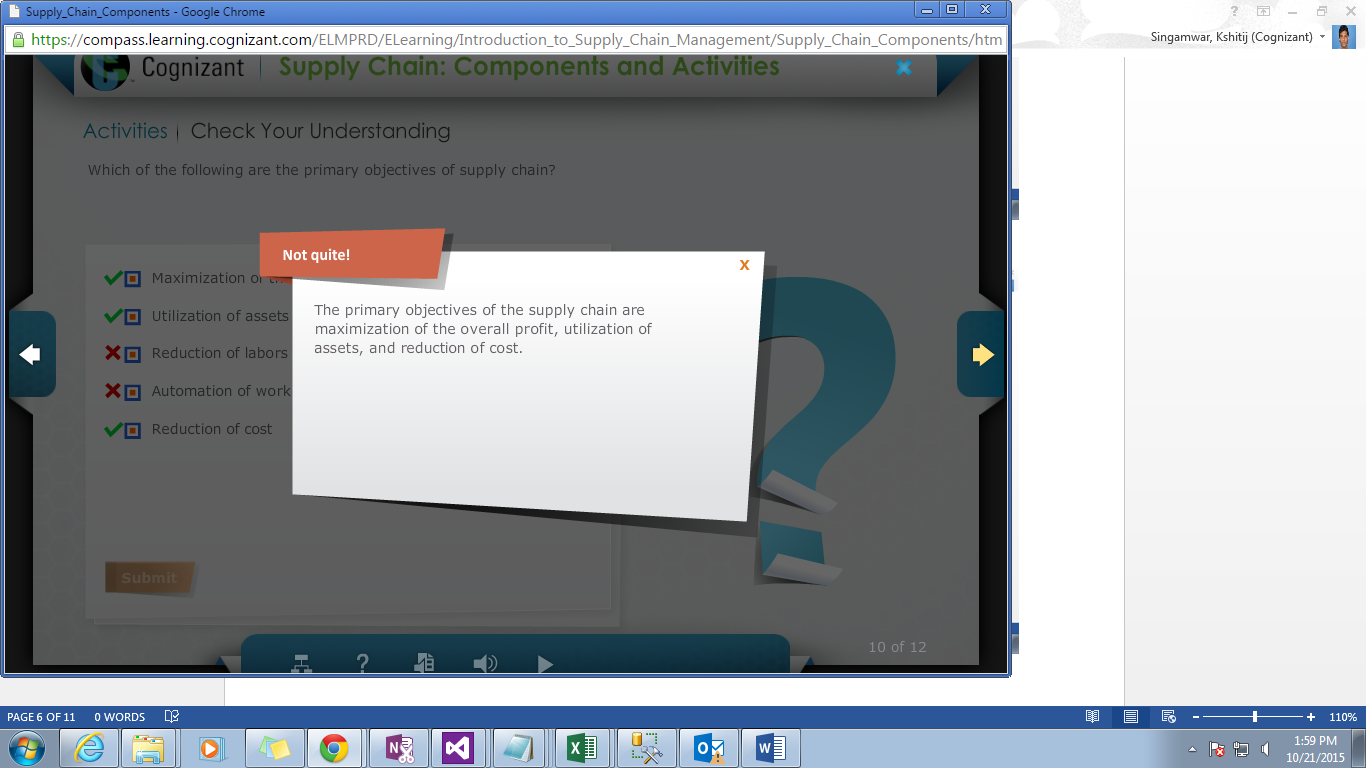 Supply_Chain_Components - Google Chrome
https://compass.learning.cognizant.com/ELMPRD/ELearning/Introduction_to_Supply_Chain_Management/Supply_Chain_Components/htm
Singamwar, Kshitij (Cognizant)
Cognizant | Supply Chain: Components and Activities
Activities | Check Your Understanding
Which of the following are the primary objectives of supply chain?
Not quite!
X
The primary objectives of the supply chain are
maximization of the overall profit, utilization of
assets, and reduction of cost.
Maximization of
Utilization of assets
Reduction of labors
Automation of work
Reduction of cost
Submit
10 of 12
PAGE 6 OF 11
0 WORDS
110%
1:59 PM
10/21/2015